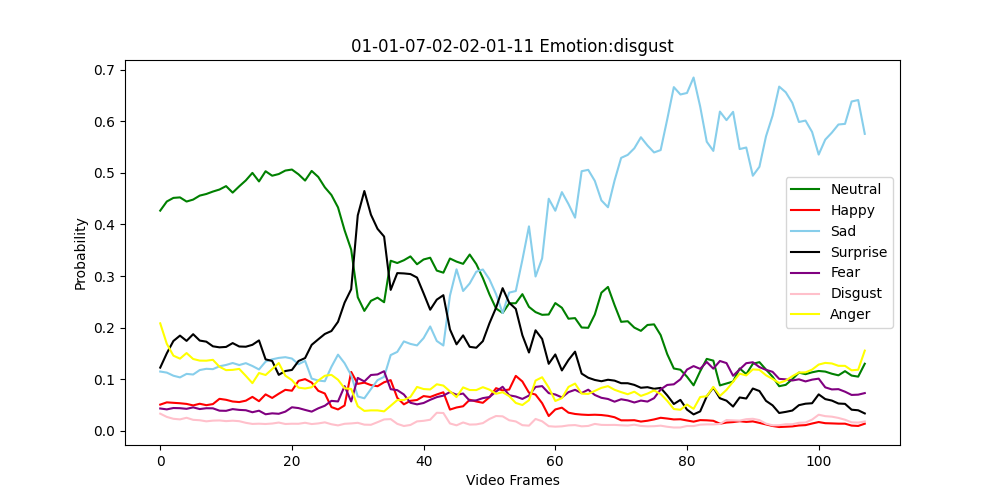 01-01-07-02-02-01-11 Emotion:disgust
Probability
0.7
0.6
0.5
0.4
0.3
0.2
0.1
0.0
0 20 40 60 80 100
Video Frames
Neutral
Happy
Sad
Surprise
Fear
Disgust
Anger